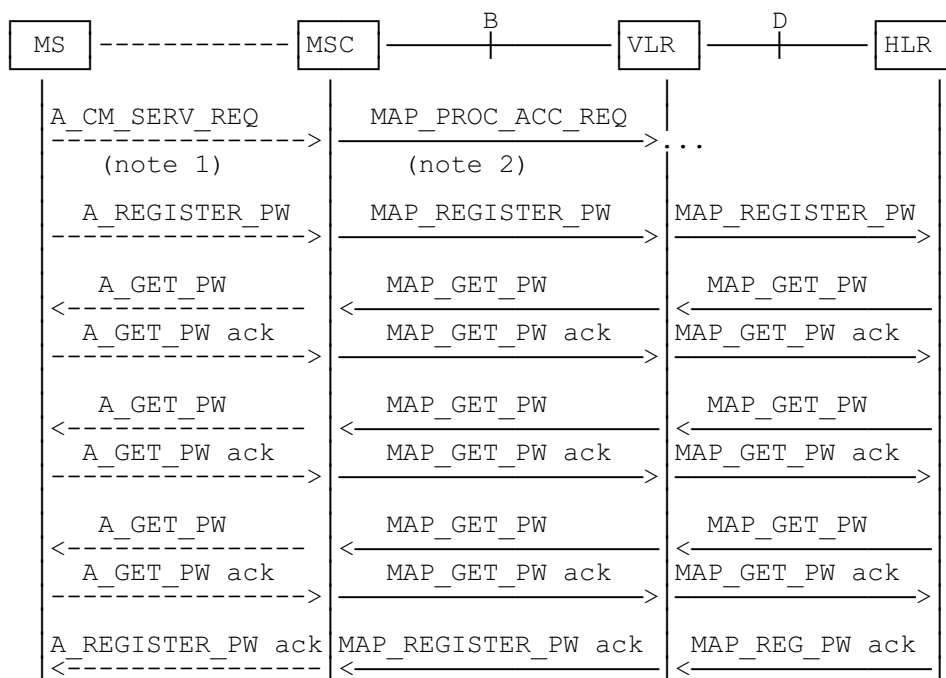 B D
MS MSC VLR HLR
A_CM_SERV_REQ MAP_PROC_ACC_REQ
...
(note 1) (note 2)
A_REGISTER_PW MAP_REGISTER_PW MAP_REGISTER_PW
A_GET_PW MAP_GET_PW MAP_GET_PW
A_GET_PW ack MAP_GET_PW ack MAP_GET_PW ack
A_GET_PW MAP_GET_PW MAP_GET_PW
A_GET_PW ack MAP_GET_PW ack MAP_GET_PW ack
A_GET_PW MAP_GET_PW MAP_GET_PW
A_GET_PW ack MAP_GET_PW ack MAP_GET_PW ack
A_REGISTER_PW ack MAP_REGISTER_PW ack MAP_REG_PW ack